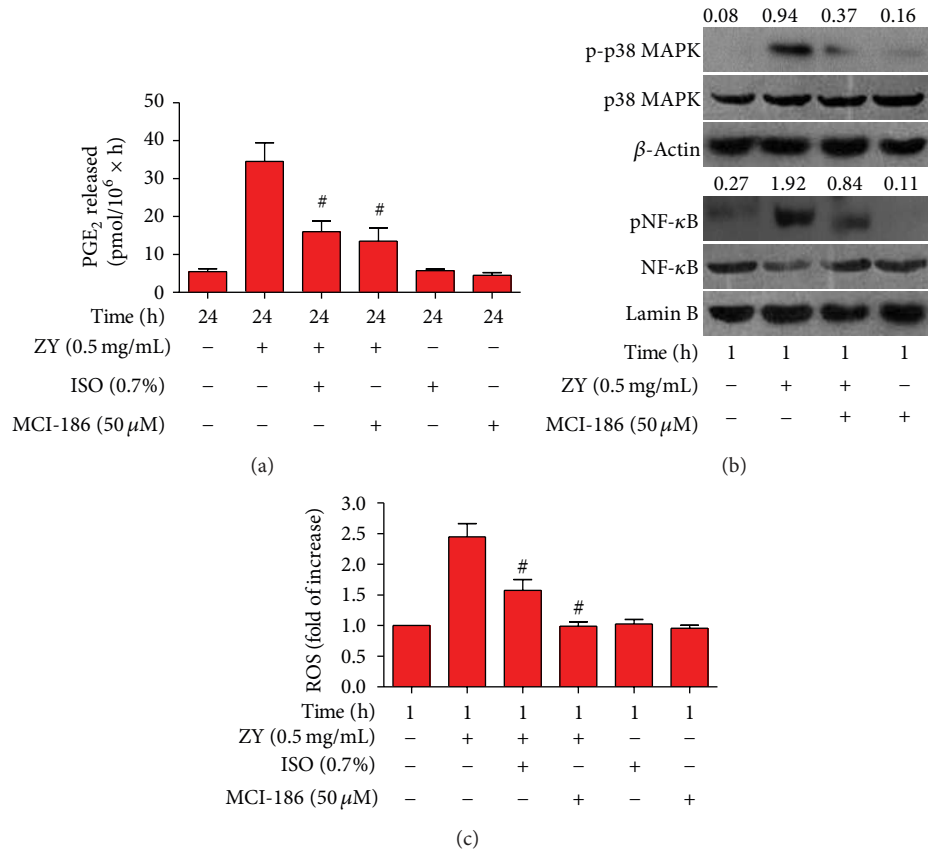 50
40
30
20
10
0
PGE₂ released
(pmol/10⁶ × h)
#
#
Time (h) 24 24 24 24 24 24
ZY (0.5 mg/mL) − + + + − −
ISO (0.7%) − − + − + −
MCI-186 (50 μM) − − − + − +
(a)
0.08 0.94 0.37 0.16
p-p38 MAPK
p38 MAPK
β-Actin
0.27 1.92 0.84 0.11
pNF-κB
NF-κB
Lamin B
Time (h) 1 1 1 1
ZY (0.5 mg/mL) − + + −
MCI-186 (50 μM) − − + +
(b)
3.0
2.5
2.0
1.5
1.0
0.5
0.0
ROS (fold of increase)
#
#
Time (h) 1 1 1 1 1 1
ZY (0.5 mg/mL) − + + + − −
ISO (0.7%) − − + − + −
MCI-186 (50 μM) − − − + − +
(c)